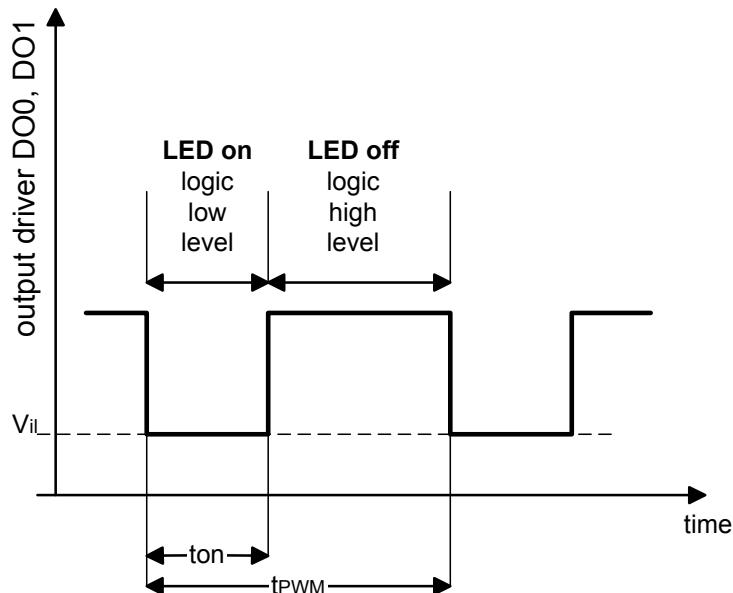 output driver DO0, DO1
LED on
logic
low
level
LED off
logic
high
level
Vil
time
ton
tPWM